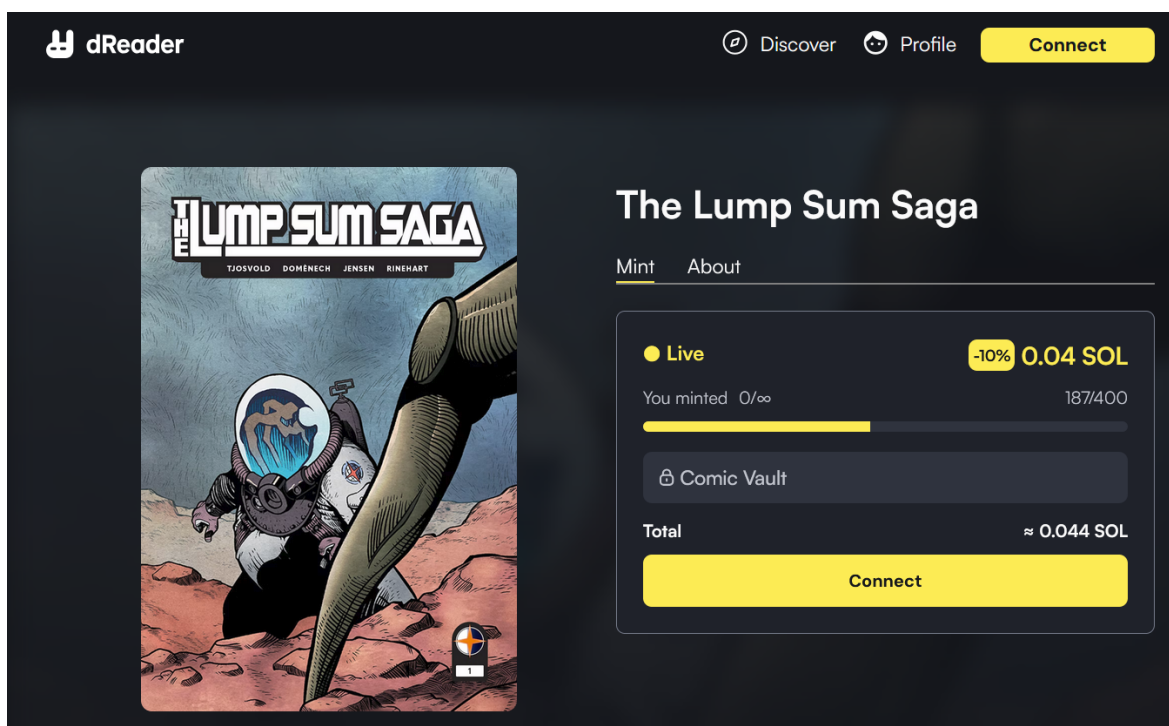 dReader
Discover
Profile
Connect
THE LUMP SUM SAGA
TJOSVOLD DOMÈNECH JENSEN RINEHART
1
The Lump Sum Saga
Mint About
Live
-10% 0.04 SOL
You minted 0/∞
187/400
Comic Vault
Total
≈ 0.044 SOL
Connect